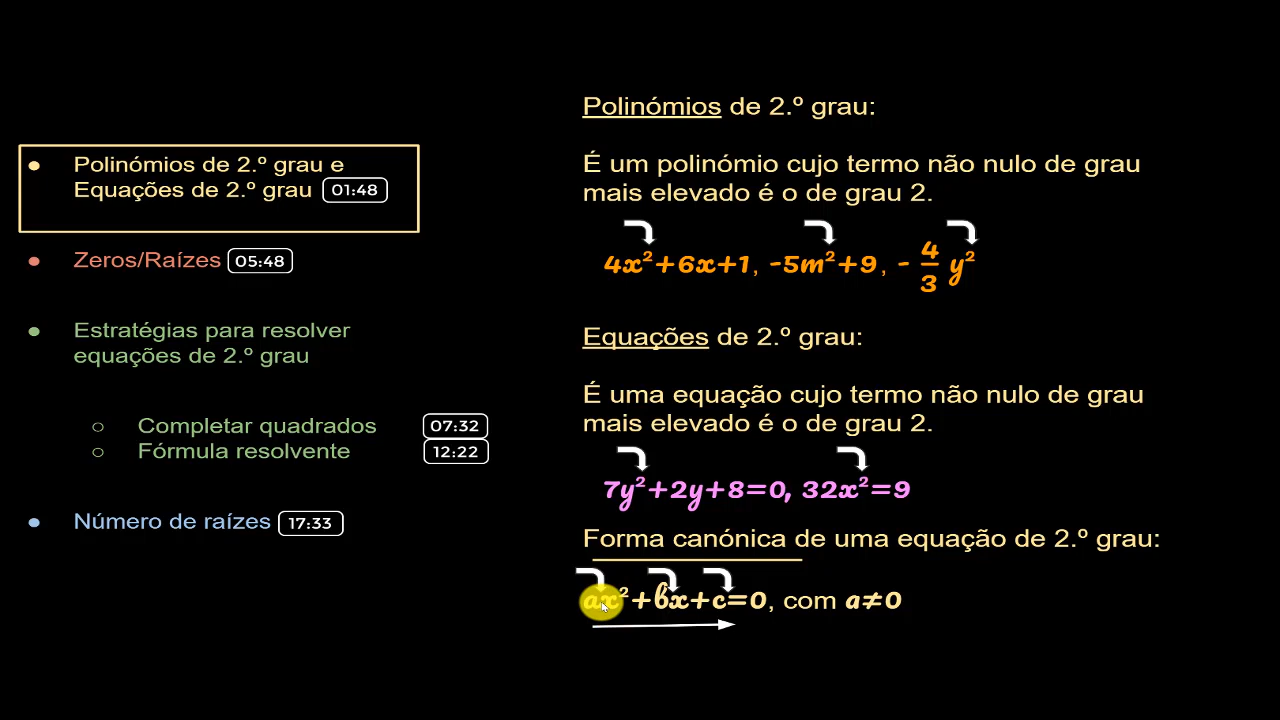 Polinómios de 2.º grau e
Equações de 2.º grau 01:48
Zeros/Raízes 05:48
Estratégias para resolver
equações de 2.º grau
Completar quadrados 07:32
Fórmula resolvente 12:22
Número de raízes 17:33
Polinómios de 2.º grau:
É um polinómio cujo termo não nulo de grau
mais elevado é o de grau 2.
4x²+6x+1, -5m²+9, - 4/3 y²
Equações de 2.º grau:
É uma equação cujo termo não nulo de grau
mais elevado é o de grau 2.
7y²+2y+8=0, 32x²=9
Forma canónica de uma equação de 2.º grau:
ax²+bx+c=0, com a≠0